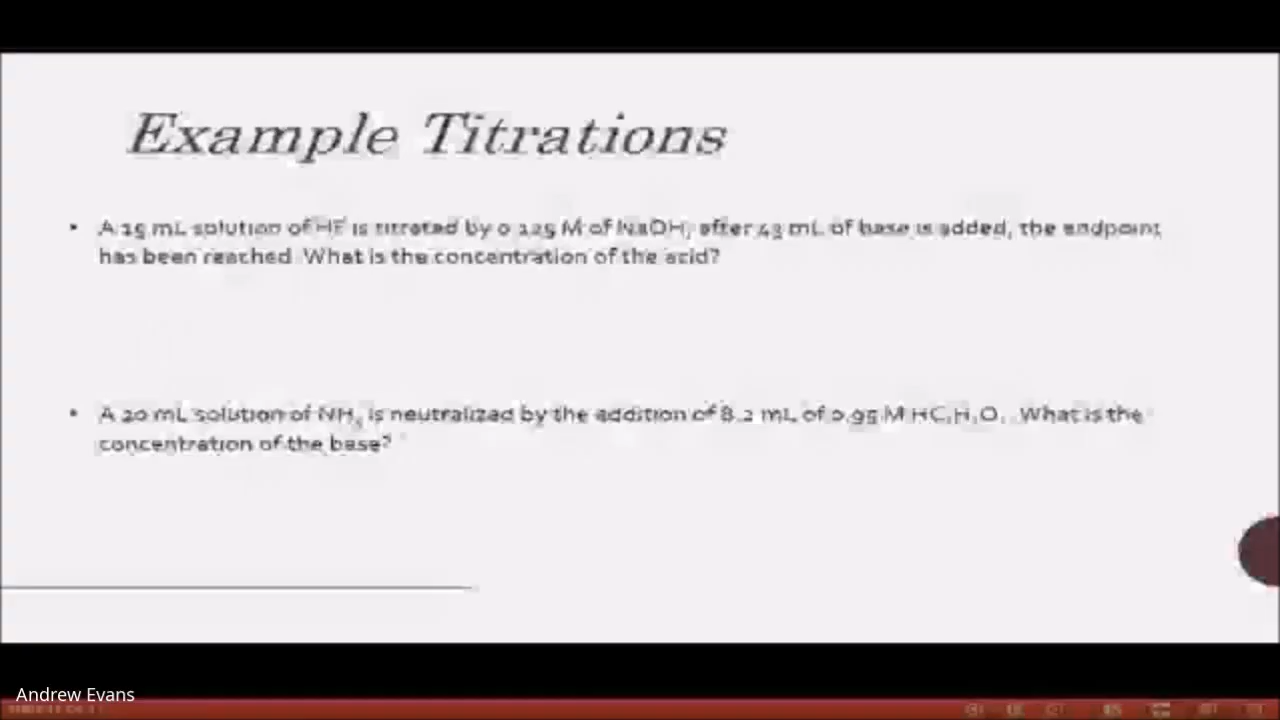 Example Titrations
• A 25 mL solution of HF is titrated by 0.125 M of NaOH, after 43 mL of base is added, the endpoint
has been reached. What is the concentration of the acid?
• A 20 mL solution of NH₃ is neutralized by the addition of 8.2 mL of 0.95 M HC₂H₃O₂. What is the
concentration of the base?
Andrew Evans